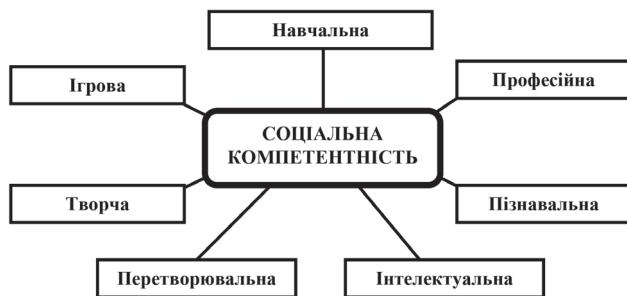 Навчальна
Ігрова
Професійна
СОЦІАЛЬНА
КОМПЕТЕНТНІСТЬ
Творча
Пізнавальна
Перетворювальна
Інтелектуальна